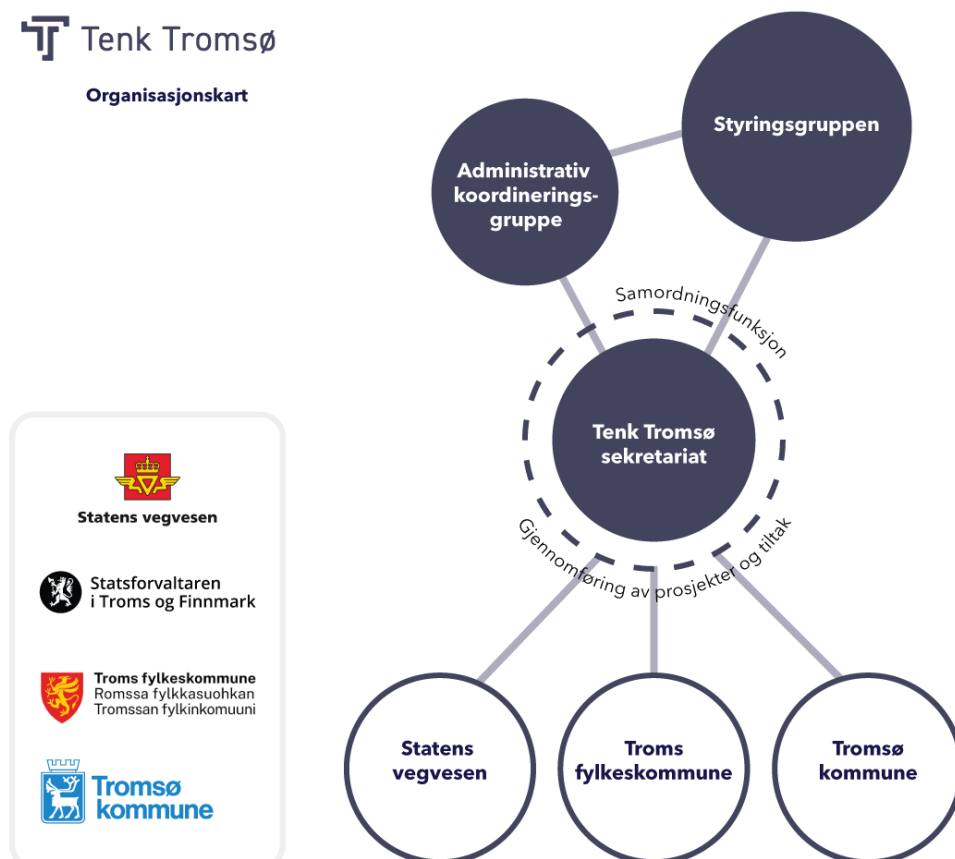 Tenk Tromsø
Organisasjonskart
Styringsgruppen
Administrativ
koordinerings-
gruppe
Samordningsfunksjon
Tenk Tromsø
sekretariat
Gjennomføring av prosjekter og tiltak
Statens vegvesen
Statsforvaltaren
i Troms og Finnmark
Troms fylkeskommune
Romssa fylkkasuohkan
Tromssan fylkinkomuuni
Tromsø
kommune
Statens
vegvesen
Troms
fylkeskommune
Tromsø
kommune